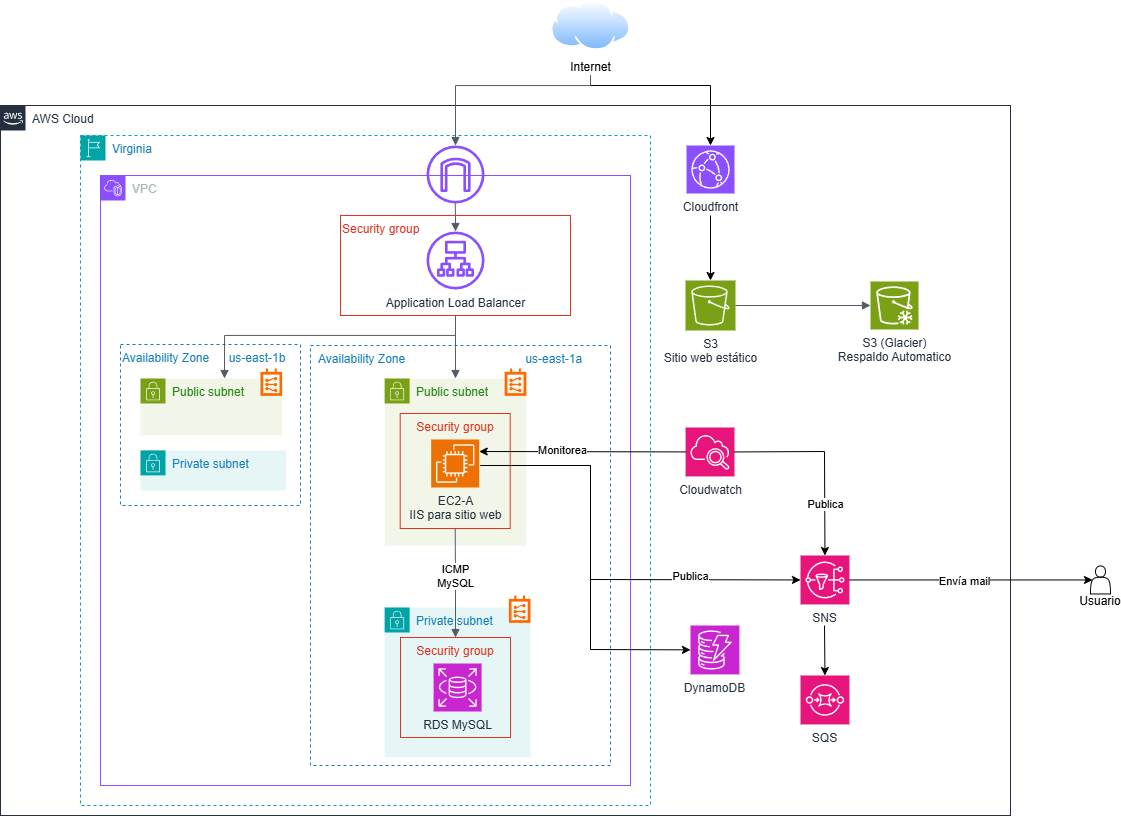 Internet
aws
AWS Cloud
Virginia
VPC
Cloudfront
Security group
Application Load Balancer
S3
Sitio web estático
S3 (Glacier)
Respaldo Automatico
Availability Zone
us-east-1b
Availability Zone
us-east-1a
Public subnet
Public subnet
Security group
Monitorea
Private subnet
Cloudwatch
EC2-A
IIS para sitio web
Publica
ICMP
MySQL
Publica
Envía mail
Usuario
SNS
Private subnet
Security group
DynamoDB
RDS MySQL
SQS